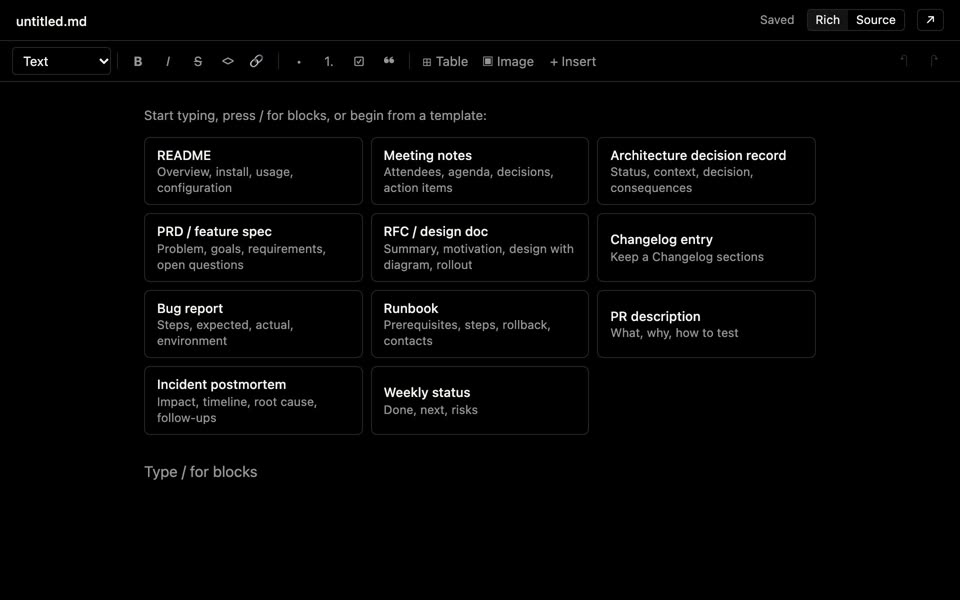 untitled.md
Saved
Rich
Source
Text
B
I
S
<>
1.
Table
Image
+ Insert
Start typing, press / for blocks, or begin from a template:
README
Overview, install, usage,
configuration
Meeting notes
Attendees, agenda, decisions,
action items
Architecture decision record
Status, context, decision,
consequences
PRD / feature spec
Problem, goals, requirements,
open questions
RFC / design doc
Summary, motivation, design with
diagram, rollout
Changelog entry
Keep a Changelog sections
Bug report
Steps, expected, actual,
environment
Runbook
Prerequisites, steps, rollback,
contacts
PR description
What, why, how to test
Incident postmortem
Impact, timeline, root cause,
follow-ups
Weekly status
Done, next, risks
Type / for blocks